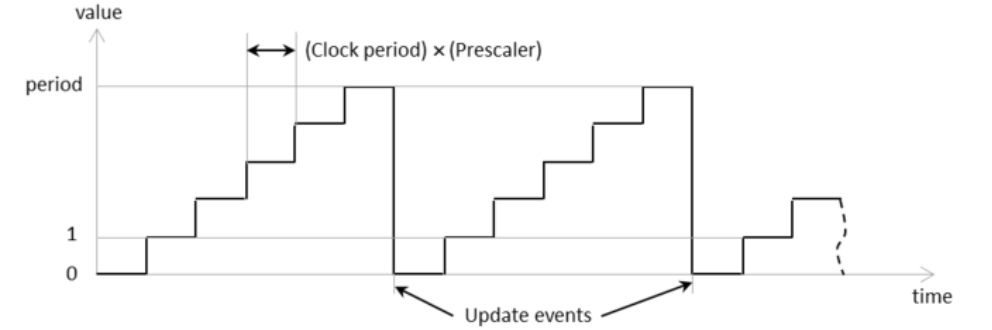 value
(Clock period) × (Prescaler)
period
1
0
time
Update events